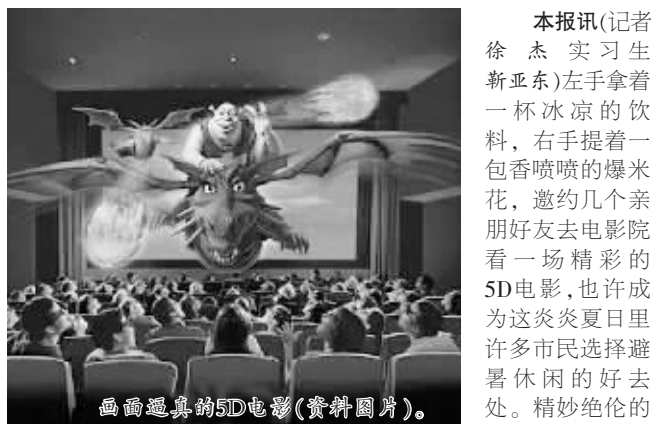 本报讯(记者
徐杰 实习生
靳亚东)左手拿着
一杯冰凉的饮
料，右手提着一
包香喷喷的爆米
花，邀约几个亲
朋好友去电影院
看一场精彩的
5D电影，也许成
为这炎炎夏日里
许多市民选择避
暑休闲的好去
处。精妙绝伦的
画面逼真的5D电影(资料图片)。